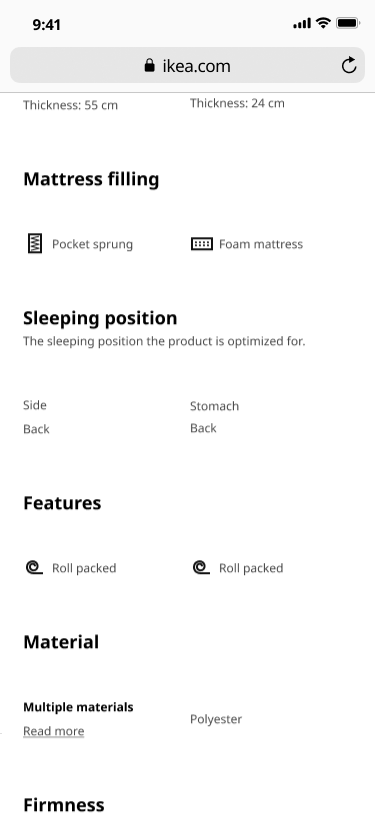 9:41
ikea.com
Thickness: 55 cm
Thickness: 24 cm
Mattress filling
Pocket sprung
Foam mattress
Sleeping position
The sleeping position the product is optimized for.
Side
Stomach
Back
Back
Features
Roll packed
Roll packed
Material
Multiple materials
Polyester
Read more
Firmness